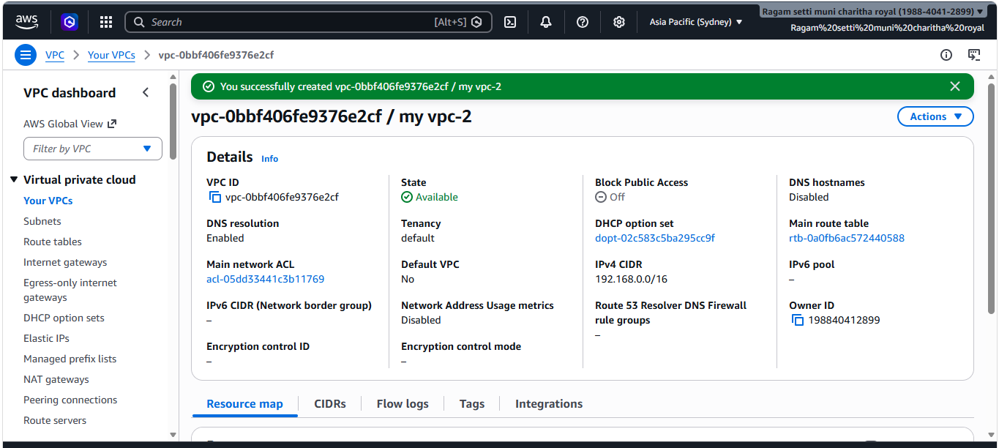 aws
Search [Alt+S]
Asia Pacific (Sydney)
Ragam setti muni charitha royal (1988-4041-2899)
Ragam%20setti%20muni%20charitha%20royal
VPC > Your VPCs > vpc-0bbf406fe9376e2cf
VPC dashboard
AWS Global View
Filter by VPC
Virtual private cloud
Your VPCs
Subnets
Route tables
Internet gateways
Egress-only internet
gateways
DHCP option sets
Elastic IPs
Managed prefix lists
NAT gateways
Peering connections
Route servers
You successfully created vpc-0bbf406fe9376e2cf / my vpc-2
vpc-0bbf406fe9376e2cf / my vpc-2
Actions
Details Info
VPC ID
vpc-0bbf406fe9376e2cf
State
Available
Block Public Access
Off
DNS hostnames
Disabled
DNS resolution
Enabled
Tenancy
default
DHCP option set
dopt-02c583c5ba295cc9f
Main route table
rtb-0a0fb6ac572440588
Main network ACL
acl-05dd33441c3b11769
Default VPC
No
IPv4 CIDR
192.168.0.0/16
IPv6 pool
–
IPv6 CIDR (Network border group)
–
Network Address Usage metrics
Disabled
Route 53 Resolver DNS Firewall
rule groups
–
Owner ID
198840412899
Encryption control ID
–
Encryption control mode
–
Resource map
CIDRs
Flow logs
Tags
Integrations